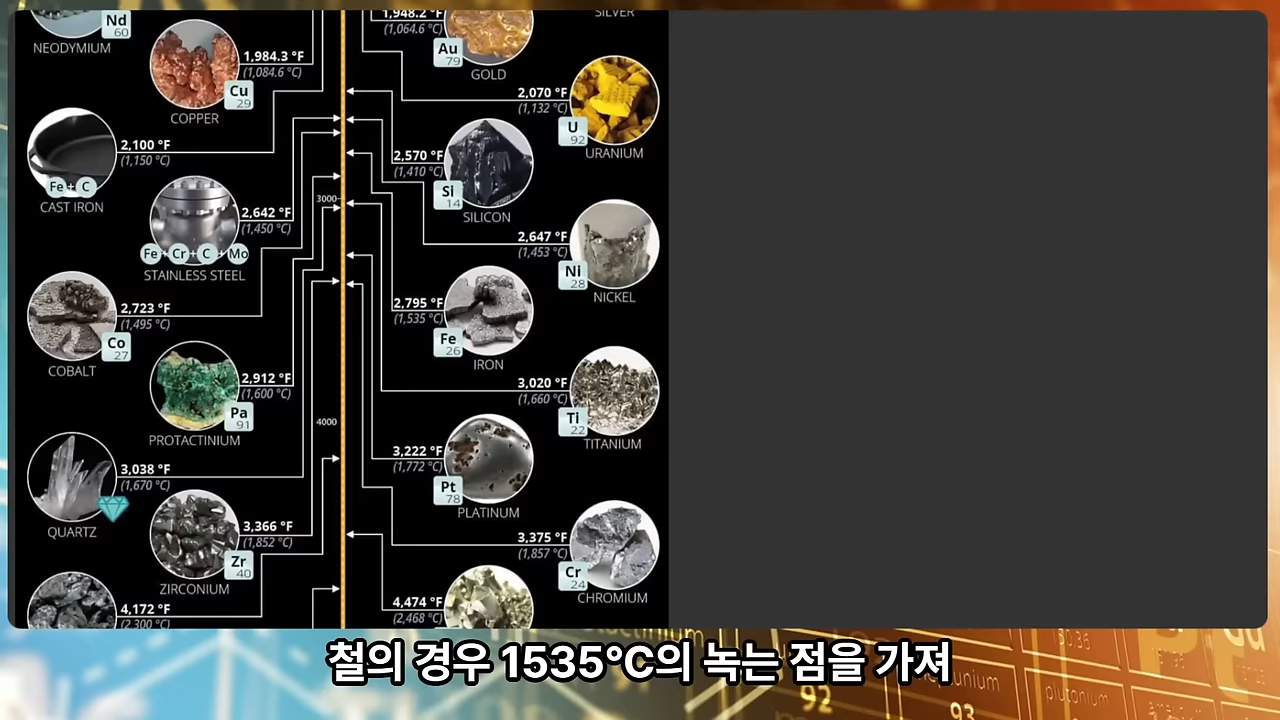 Nd
60
NEODYMIUM
1,984.3 °F
(1,084.6 °C)
Cu
29
COPPER
2,100 °F
(1,150 °C)
Fe + C
CAST IRON
2,642 °F
(1,450 °C)
Fe + Cr + C + Mo
STAINLESS STEEL
2,723 °F
(1,495 °C)
Co
27
COBALT
2,912 °F
(1,600 °C)
Pa
91
PROTACTINIUM
3,038 °F
(1,670 °C)
QUARTZ
3,366 °F
(1,852 °C)
Zr
40
ZIRCONIUM
4,172 °F
(2,300 °C)
3000
4000
1,948.2 °F
(1,064.6 °C)
Au
79
GOLD
SILVER
2,070 °F
(1,132 °C)
U
92
URANIUM
2,570 °F
(1,410 °C)
Si
14
SILICON
2,647 °F
(1,453 °C)
Ni
28
NICKEL
2,795 °F
(1,535 °C)
Fe
26
IRON
3,020 °F
(1,660 °C)
Ti
22
TITANIUM
3,222 °F
(1,772 °C)
Pt
78
PLATINUM
3,375 °F
(1,857 °C)
Cr
24
CHROMIUM
4,474 °F
(2,468 °C)
철의 경우 1535°C의 녹는 점을 가져
92
93
plutonium